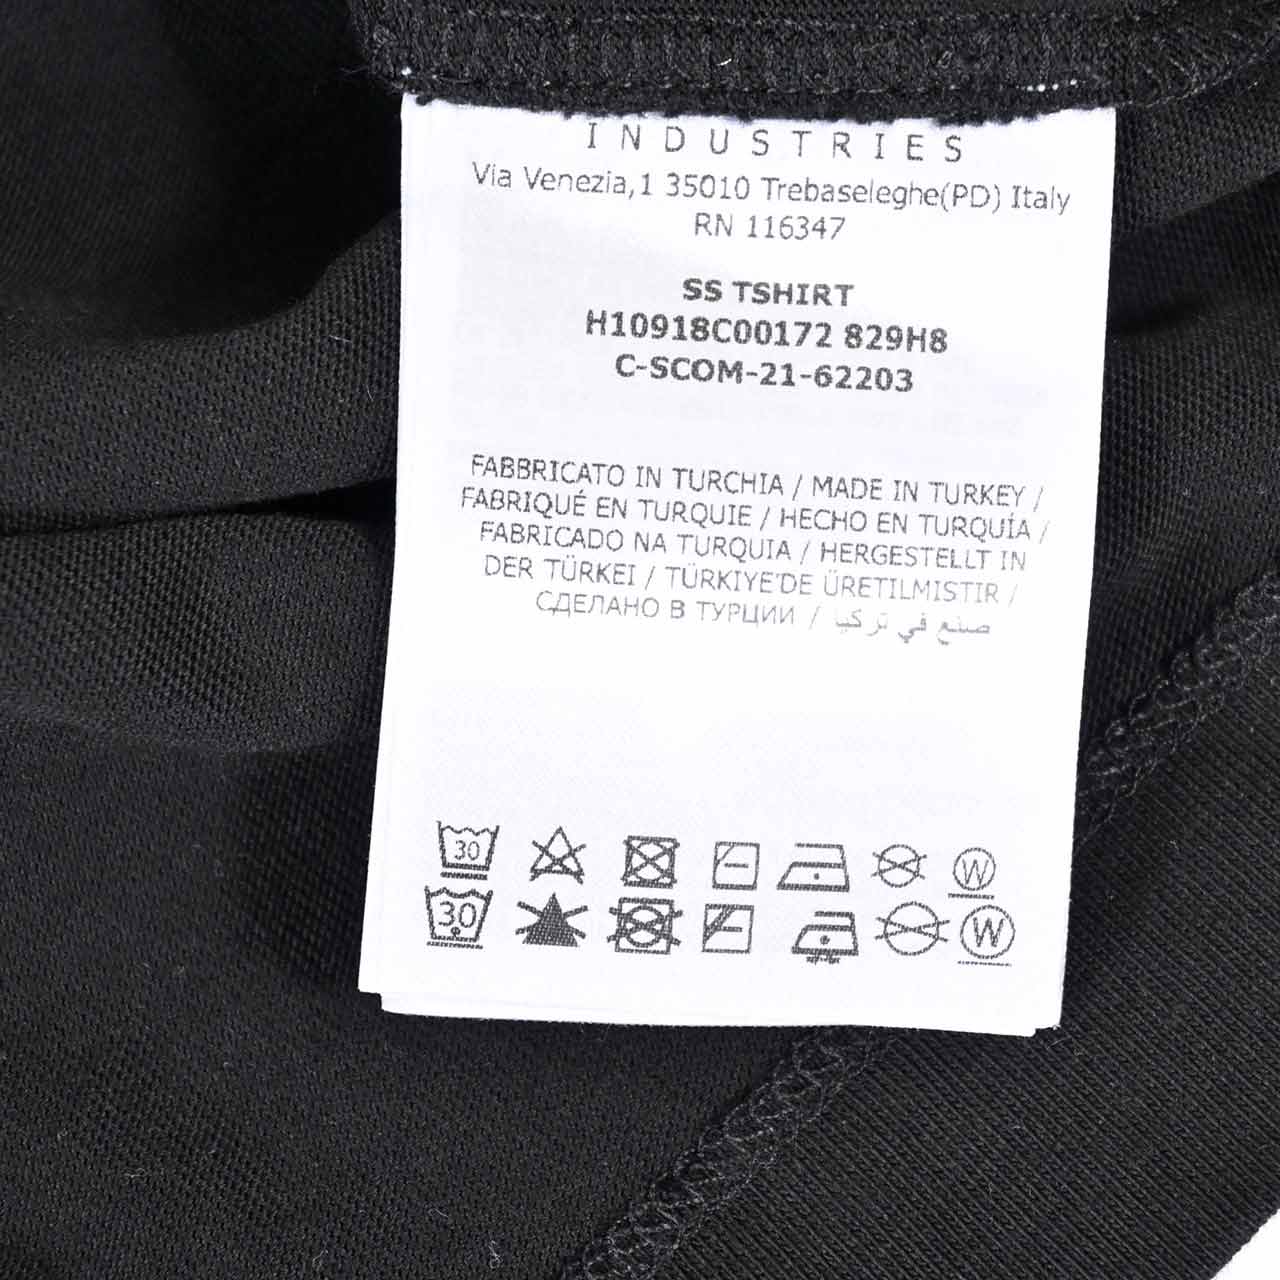 INDUSTRIES
Via Venezia,1 35010 Trebaseleghe(PD) Italy
RN 116347
SS TSHIRT
H10918C00172 829H8
C-SCOM-21-62203
FABBRICATO IN TURCHIA / MADE IN TURKEY /
FABRIQUÉ EN TURQUIE / HECHO EN TURQUÍA /
FABRICADO NA TURQUIA / HERGESTELLT IN
DER TÜRKEI / TÜRKIYE'DE ÜRETILMISTIR /
СДЕЛАНО В ТУРЦИИ / صنع في تركيا
30 W
30 W